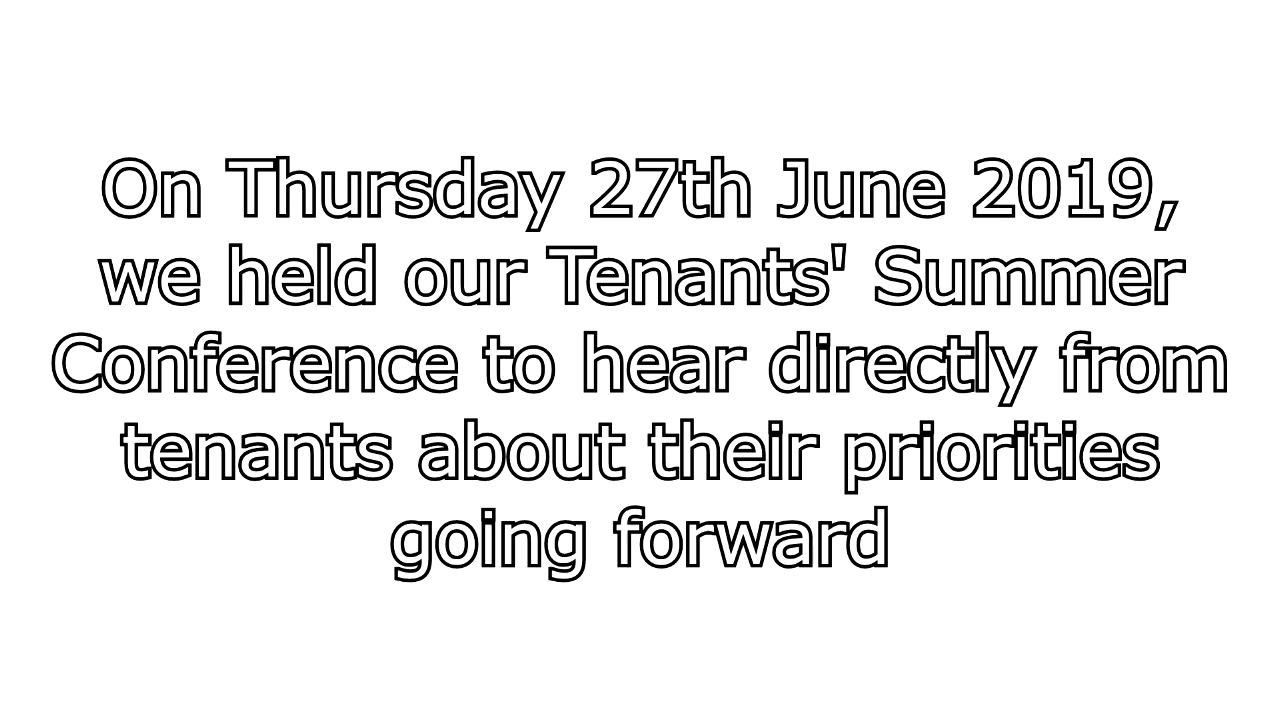 On Thursday 27th June 2019,
we held our Tenants' Summer
Conference to hear directly from
tenants about their priorities
going forward